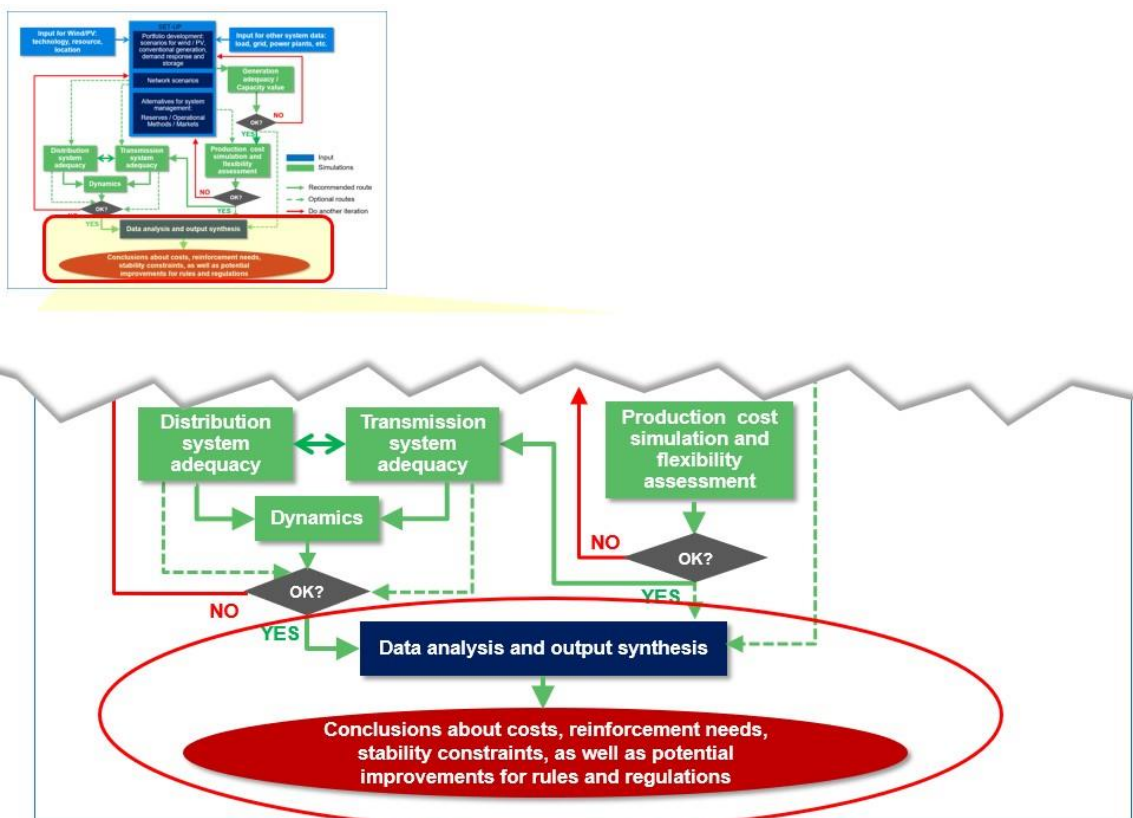 Input for Wind/PV:
technology, resource,
location
SET-UP
Portfolio development:
scenarios for wind / PV,
conventional generation,
demand response and
storage
Network scenarios
Alternatives for system
management:
Reserves / Operational
Methods / Markets
Input for other system data:
load, grid, power plants, etc.
Generation
adequacy /
Capacity value
NO
OK?
YES
Distribution
system
adequacy
Transmission
system
adequacy
Production cost
simulation and
flexibility
assessment
Input
Simulations
Dynamics
NO
OK?
Recommended route
Optional routes
Do another iteration
OK?
YES
YES
Data analysis and output synthesis
Conclusions about costs, reinforcement needs,
stability constraints, as well as potential
improvements for rules and regulations
Distribution
system
adequacy
Transmission
system
adequacy
Production cost
simulation and
flexibility
assessment
Dynamics
NO
OK?
OK?
NO
YES
YES
Data analysis and output synthesis
Conclusions about costs, reinforcement needs,
stability constraints, as well as potential
improvements for rules and regulations